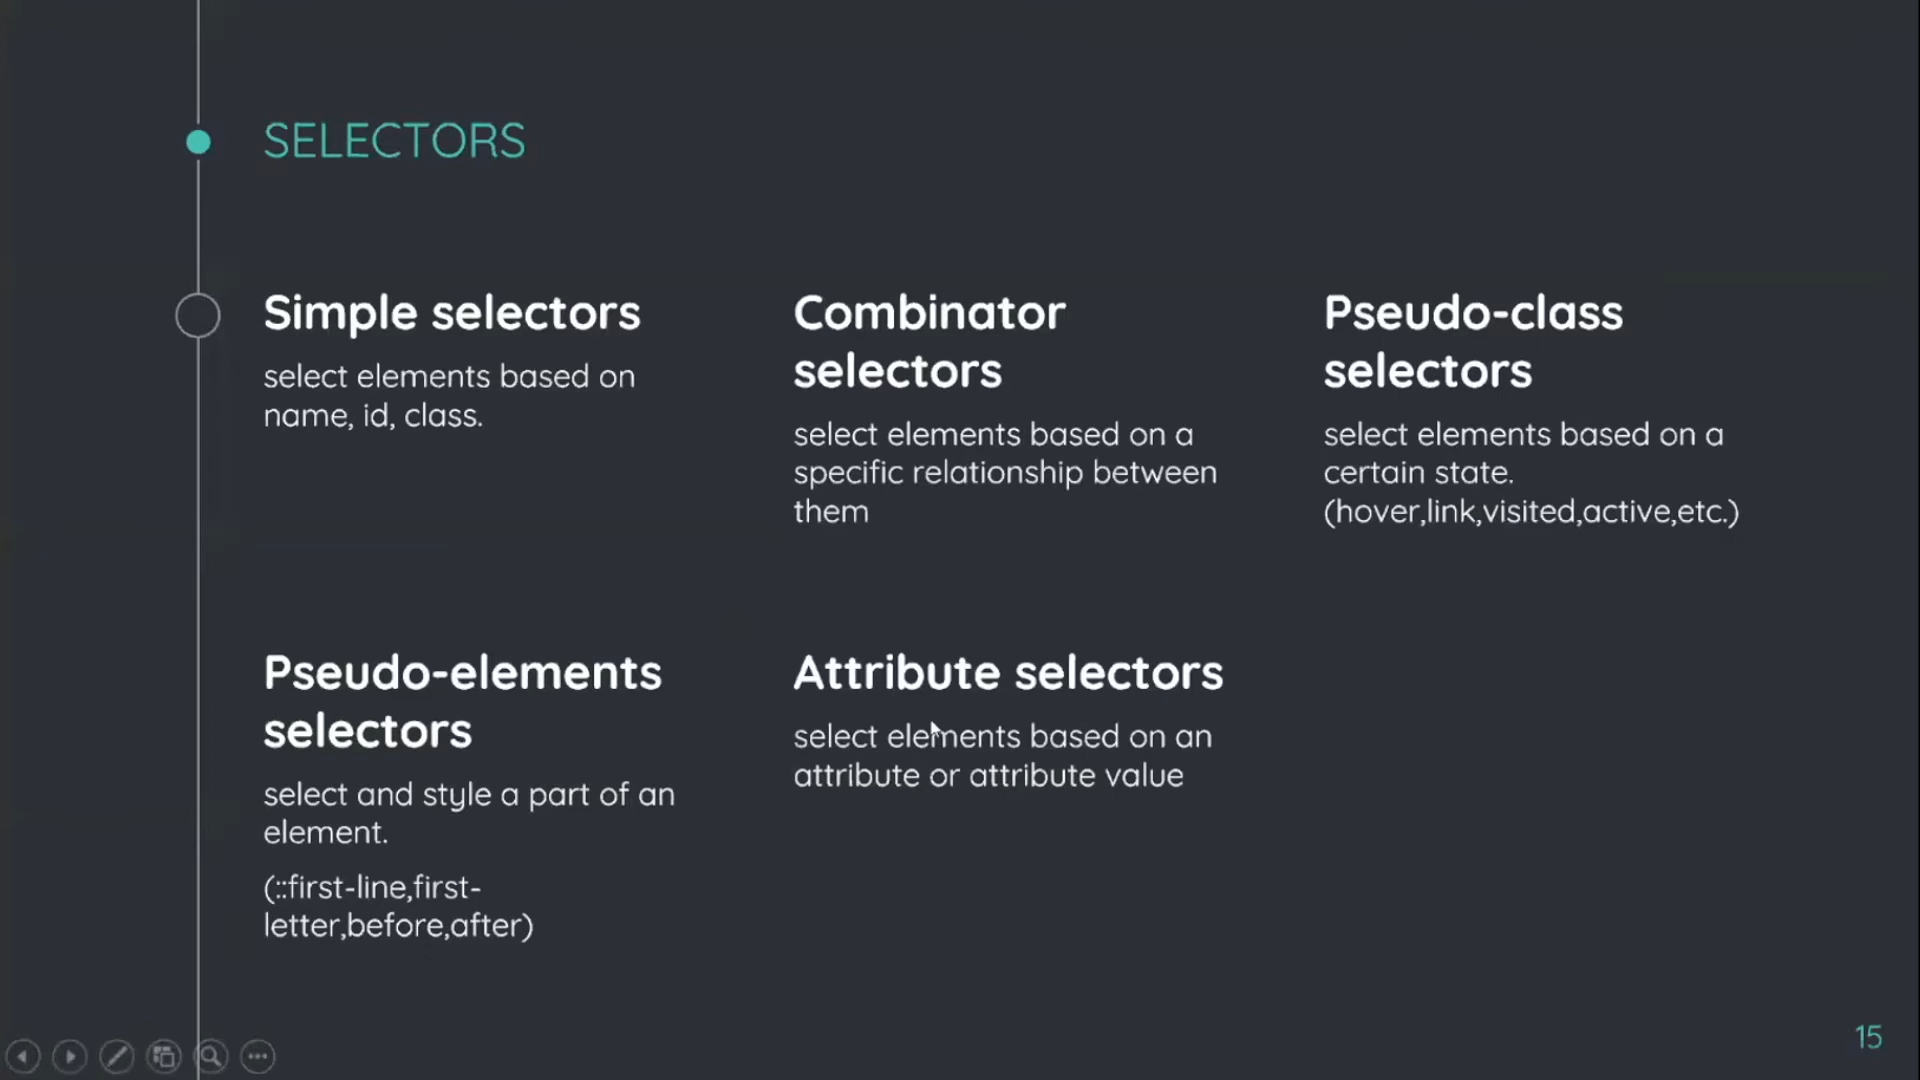 SELECTORS
Simple selectors
select elements based on
name, id, class.
Combinator
selectors
select elements based on a
specific relationship between
them
Pseudo-class
selectors
select elements based on a
certain state.
(hover,link,visited,active,etc.)
Pseudo-elements
selectors
select and style a part of an
element.
(::first-line,first-
letter,before,after)
Attribute selectors
select elements based on an
attribute or attribute value
15